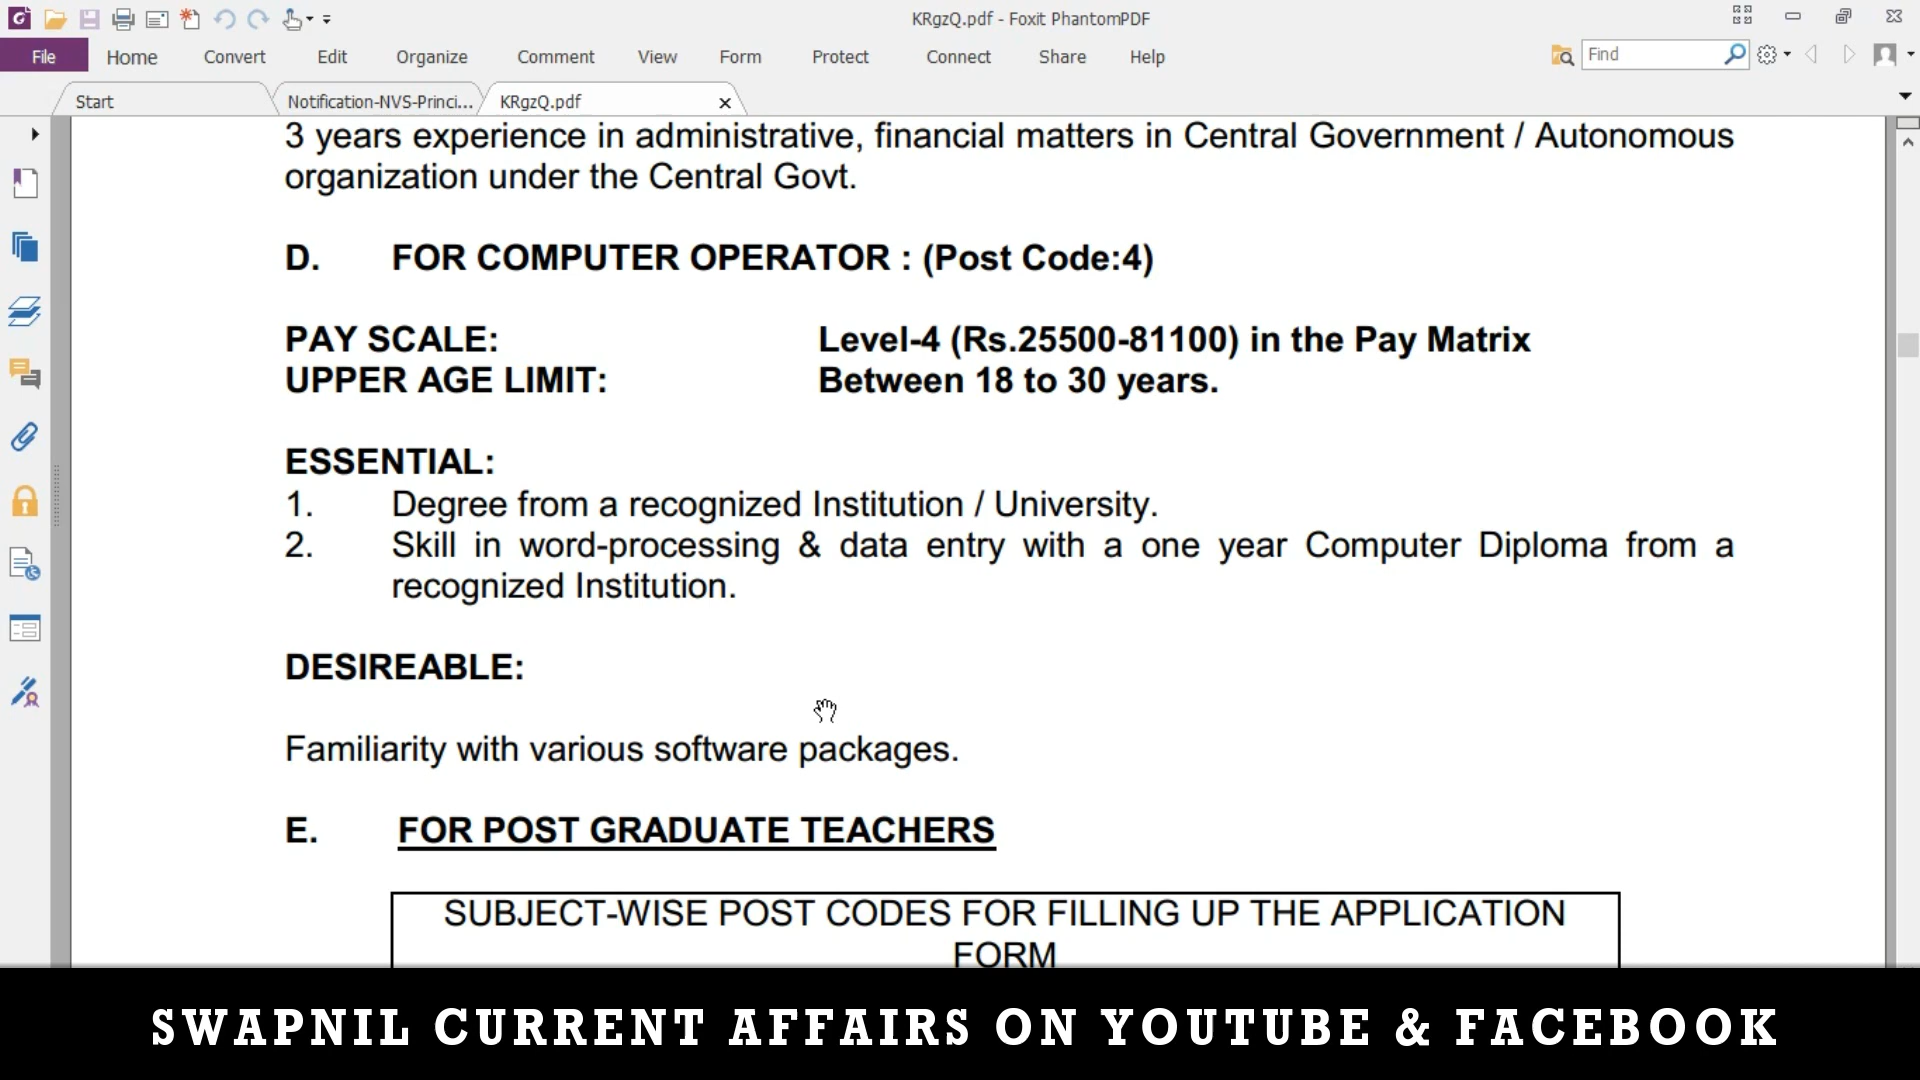 KRgzQ.pdf - Foxit PhantomPDF
File Home Convert Edit Organize Comment View Form Protect Connect Share Help Find
Start Notification-NVS-Princi... KRgzQ.pdf
3 years experience in administrative, financial matters in Central Government / Autonomous
organization under the Central Govt.
D. FOR COMPUTER OPERATOR : (Post Code:4)
PAY SCALE: Level-4 (Rs.25500-81100) in the Pay Matrix
UPPER AGE LIMIT: Between 18 to 30 years.
ESSENTIAL:
1. Degree from a recognized Institution / University.
2. Skill in word-processing & data entry with a one year Computer Diploma from a
recognized Institution.
DESIREABLE:
Familiarity with various software packages.
E. FOR POST GRADUATE TEACHERS
SUBJECT-WISE POST CODES FOR FILLING UP THE APPLICATION
FORM
SWAPNIL CURRENT AFFAIRS ON YOUTUBE & FACEBOOK